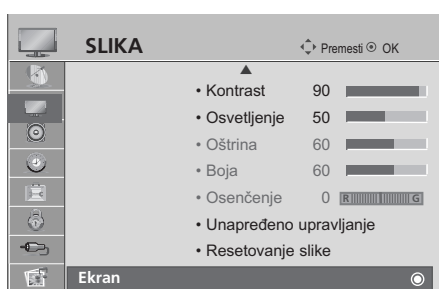 SLIKA Premesti OK
• Kontrast 90
• Osvetljenje 50
• Oštrina 60
• Boja 60
• Osenčenje 0 R G
• Unapređeno upravljanje
• Resetovanje slike
Ekran